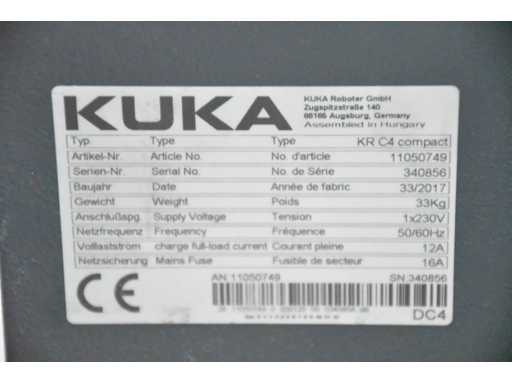 KUKA
KUKA Roboter GmbH
Zugspitzstraße 140
86165 Augsburg, Germany
Assembled in Hungary
Typ Type Type KR C4 compact
Artikel-Nr. Article No. No. d'article 11050749
Serien-Nr. Serial No. No. de Série 340856
Baujahr Date Année de fabric 33/2017
Gewicht Weight Poids 33Kg
Anschlußspg. Supply Voltage Tension 1x230V
Netzfrequenz Frequency Fréquence 50/60Hz
Vollaststrom charge full-load current Courant pleine 12A
Netzsicherung Mains Fuse Fusible de secteur 16A
AN:11050749 SN:340856
CE
DC4